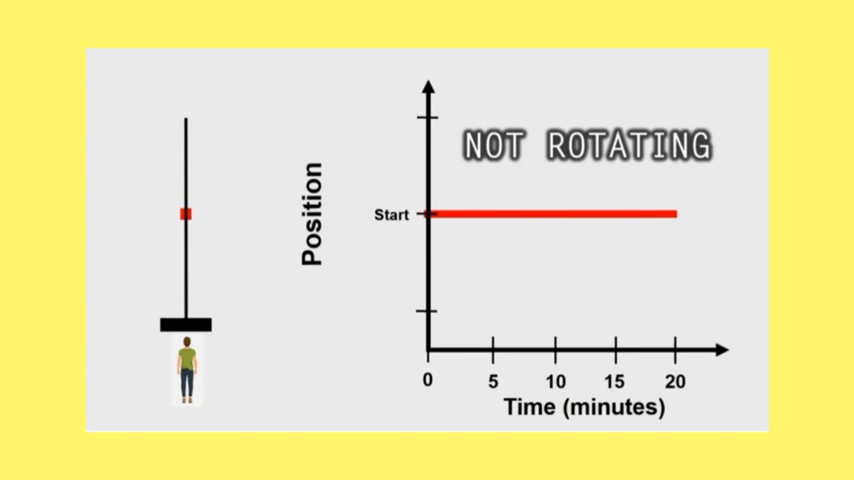 NOT ROTATING
Position
Start
0 5 10 15 20
Time (minutes)